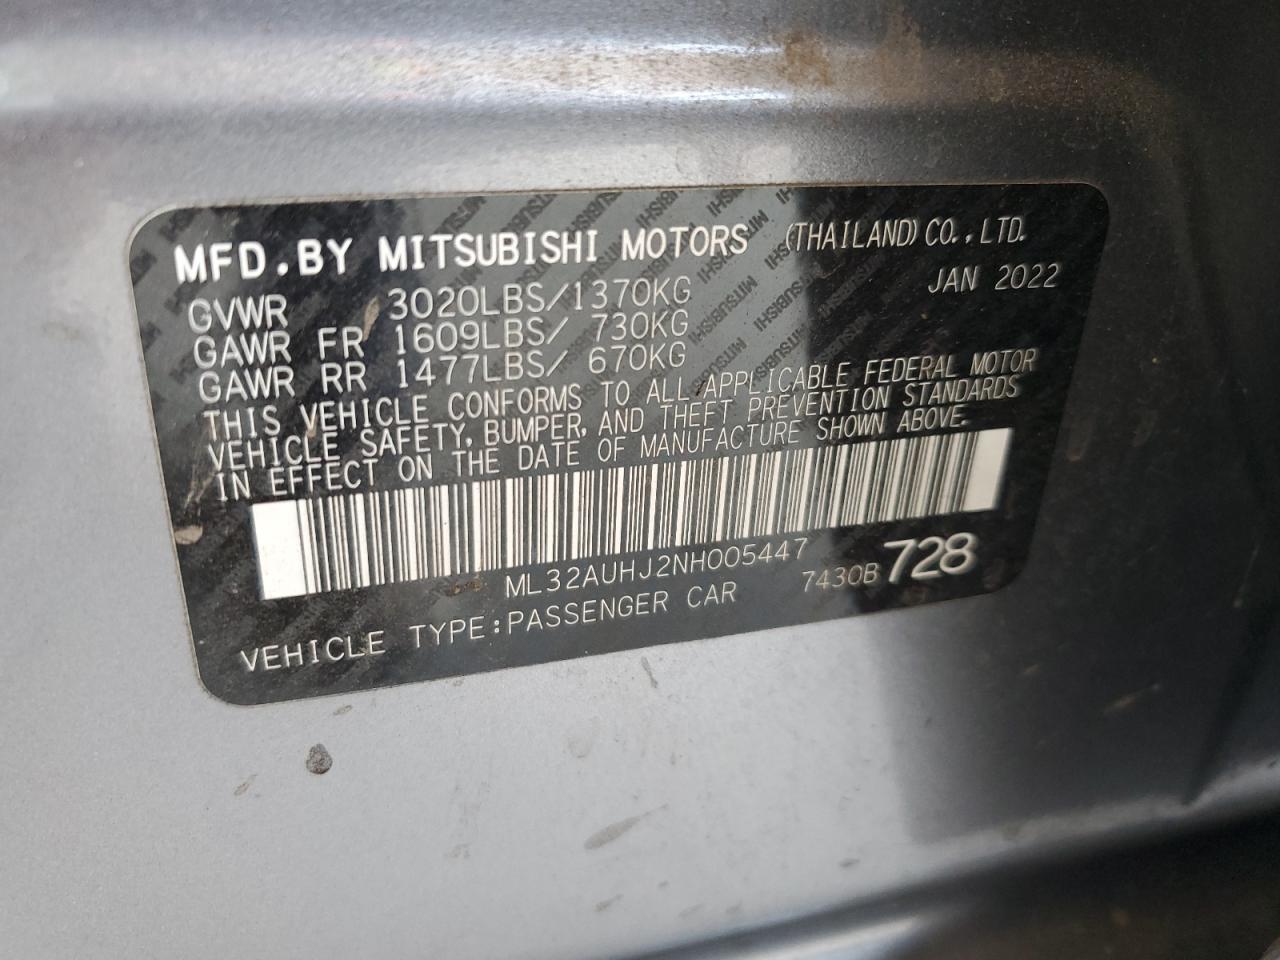 MFD.BY MITSUBISHI MOTORS (THAILAND) CO.,LTD.
JAN 2022
GVWR 3020LBS/1370KG
GAWR FR 1609LBS/ 730KG
GAWR RR 1477LBS/ 670KG
THIS VEHICLE CONFORMS TO ALL APPLICABLE FEDERAL MOTOR
VEHICLE SAFETY, BUMPER, AND THEFT PREVENTION STANDARDS
IN EFFECT ON THE DATE OF MANUFACTURE SHOWN ABOVE.
ML32AUHJ2NH005447
VEHICLE TYPE:PASSENGER CAR 7430B 728